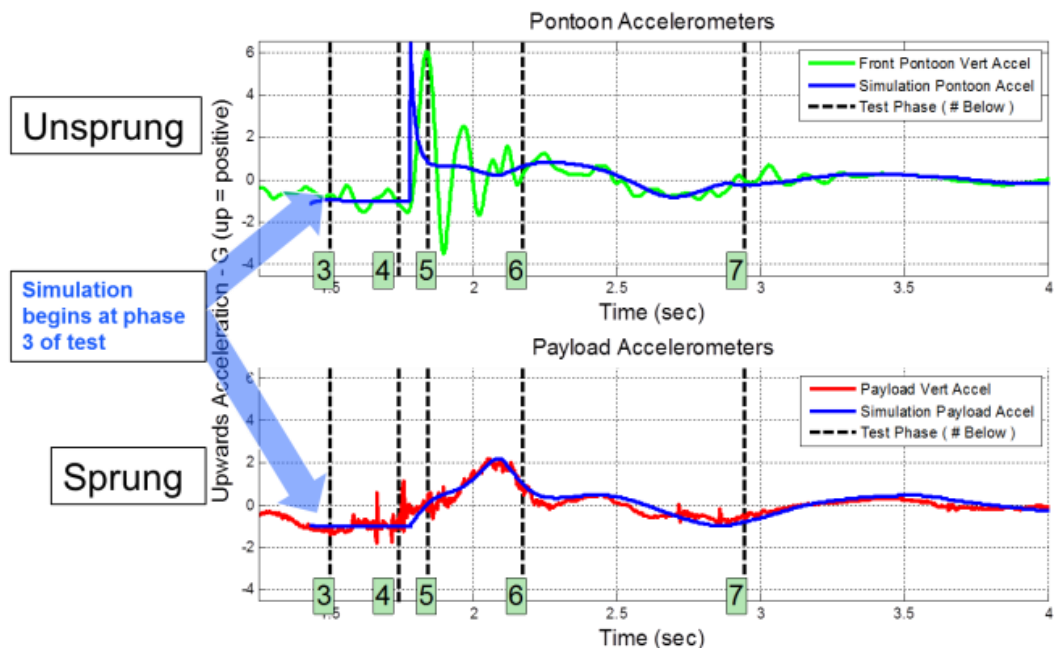 Pontoon Accelerometers
6
4
2
0
-2
-4
Front Pontoon Vert Accel
Simulation Pontoon Accel
Test Phase ( # Below )
Unsprung
3
4
5
6
7
1.5
2
2.5
3
3.5
4
Time (sec)
Upwards Acceleration - G (up = positive)
Simulation
begins at phase
3 of test
Payload Accelerometers
6
4
2
0
-2
-4
Payload Vert Accel
Simulation Payload Accel
Test Phase ( # Below )
Sprung
3
4
5
6
7
1.5
2
2.5
3
3.5
4
Time (sec)